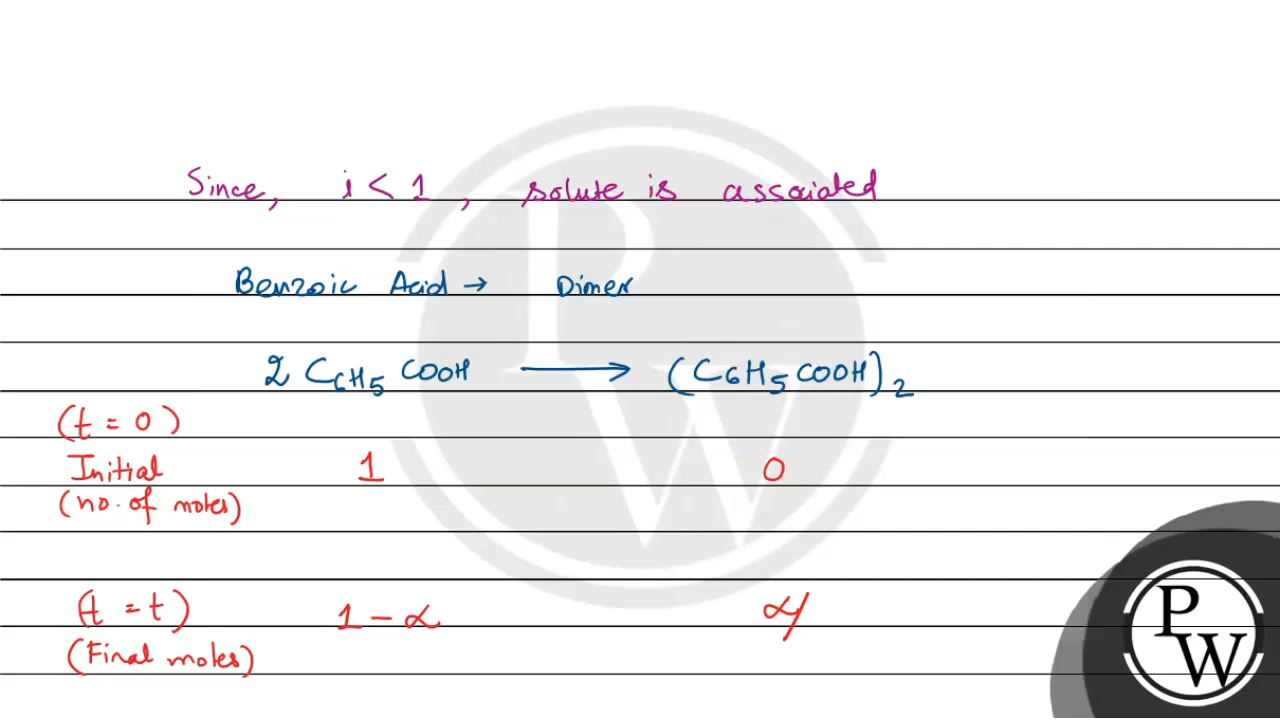 Since, i < 1, solute is associated
Benzoic Acid → Dimer
2 C₆H₅ COOH ⟶ (C₆H₅ COOH)₂
(t = 0)
Initial 1 0
(no. of moles)
(t = t) 1 - α α/
(Final moles)
P
W
P
W